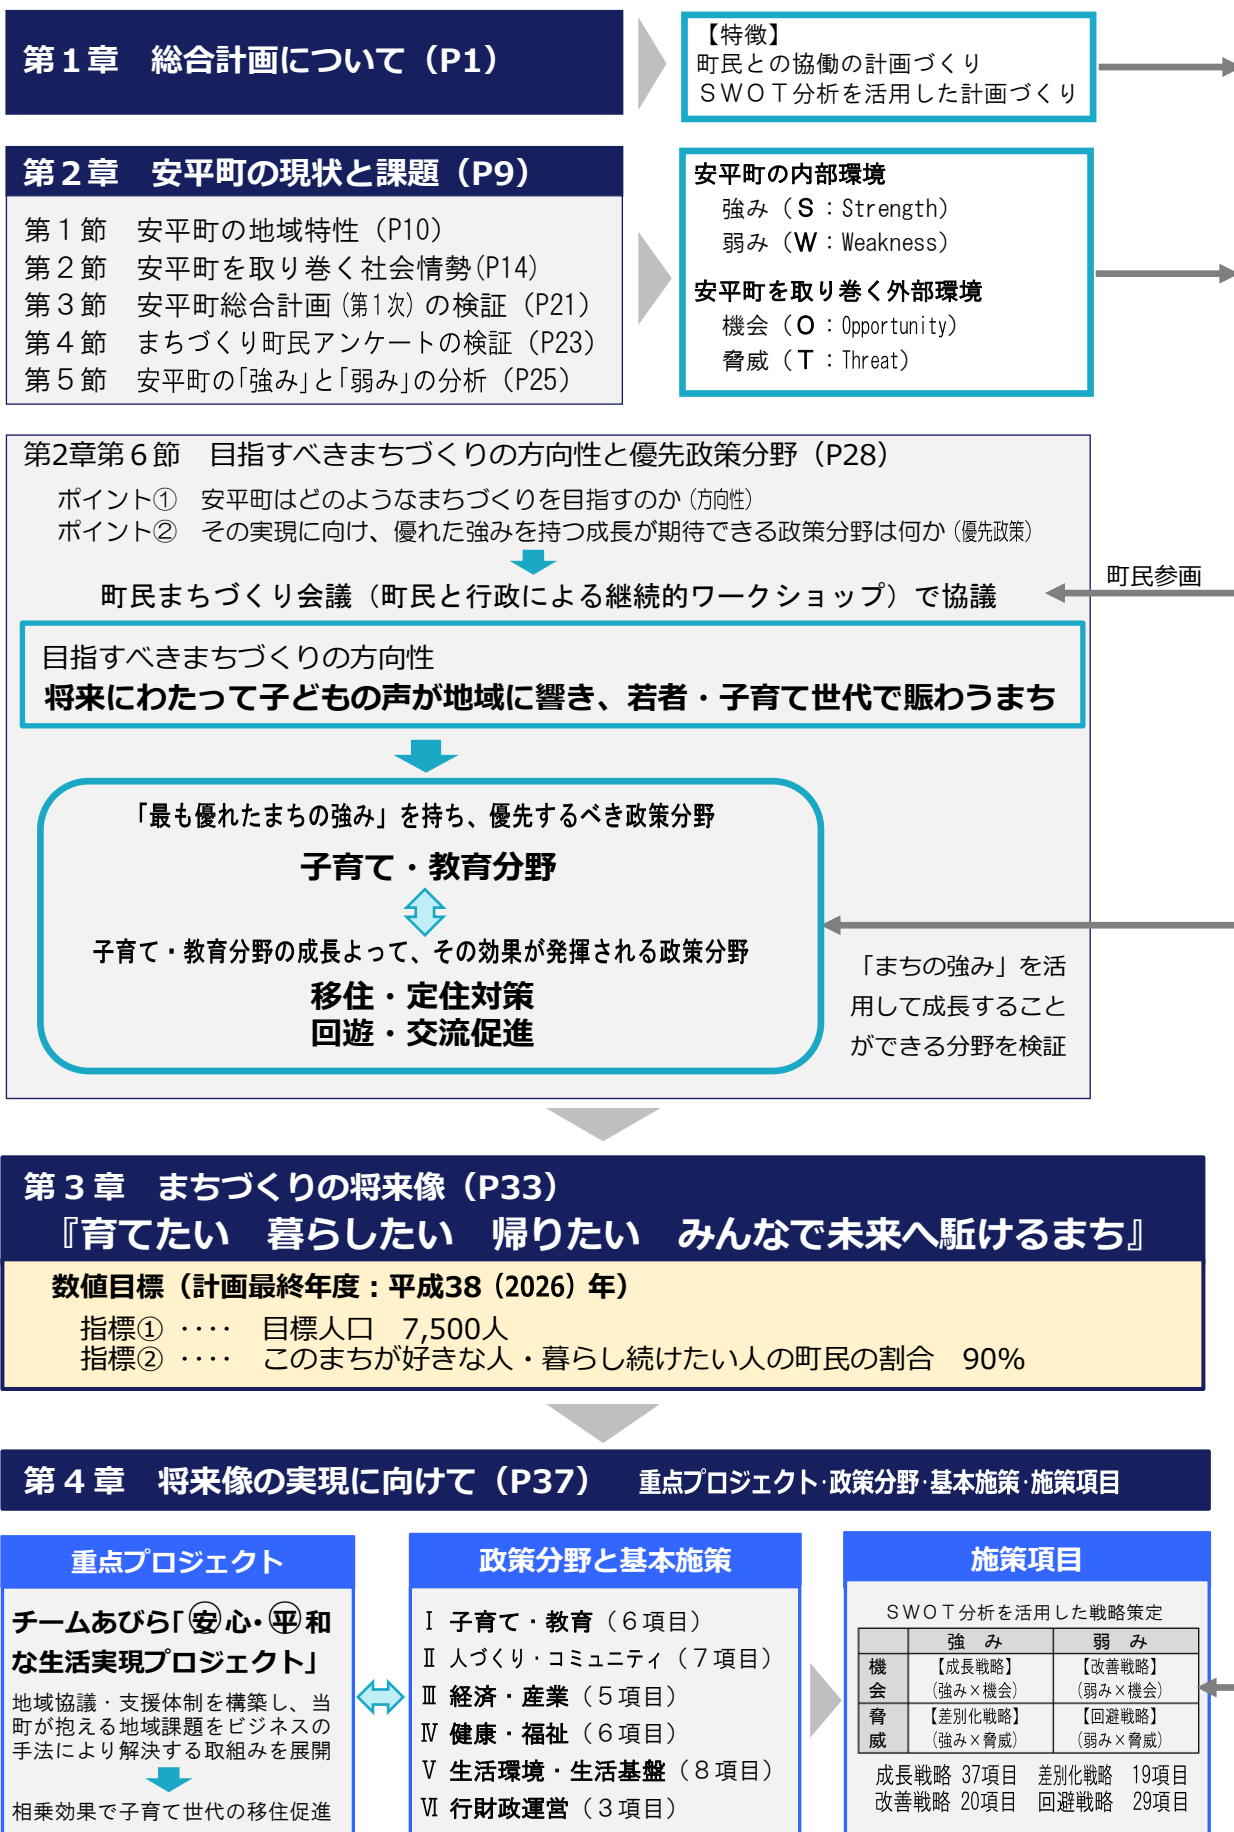 第１章　総合計画について（P1）
【特徴】
町民との協働の計画づくり
ＳＷＯＴ分析を活用した計画づくり
第２章　安平町の現状と課題（P9）
第１節　安平町の地域特性（P10）
第２節　安平町を取り巻く社会情勢(P14)
第３節　安平町総合計画(第１次)の検証（P21）
第４節　まちづくり町民アンケートの検証（P23）
第５節　安平町の｢強み｣と｢弱み｣の分析（P25）
安平町の内部環境
強み（Ｓ：Strength）
弱み（Ｗ：Weakness）
安平町を取り巻く外部環境
機会（Ｏ：Opportunity）
脅威（Ｔ：Threat）
第2章第６節　目指すべきまちづくりの方向性と優先政策分野（P28）
ポイント①　安平町はどのようなまちづくりを目指すのか(方向性)
ポイント②　その実現に向け、優れた強みを持つ成長が期待できる政策分野は何か(優先政策)
町民まちづくり会議（町民と行政による継続的ワークショップ）で協議
町民参画
目指すべきまちづくりの方向性
将来にわたって子どもの声が地域に響き、若者・子育て世代で賑わうまち
「最も優れたまちの強み」を持ち、優先するべき政策分野
子育て・教育分野
子育て・教育分野の成長よって、その効果が発揮される政策分野
移住・定住対策
回遊・交流促進
「まちの強み」を活
用して成長すること
ができる分野を検証
第３章　まちづくりの将来像（P33）
『育てたい　暮らしたい　帰りたい　みんなで未来へ駈けるまち』
数値目標（計画最終年度：平成38（2026）年）
指標①‥‥　目標人口　7,500人
指標②‥‥　このまちが好きな人・暮らし続けたい人の町民の割合　90%
第４章　将来像の実現に向けて（P37）　重点プロジェクト･政策分野･基本施策･施策項目
重点プロジェクト
チームあびら｢㊛心･㊗和
な生活実現プロジェクト｣
地域協議・支援体制を構築し、当
町が抱える地域課題をビジネスの
手法により解決する取組みを展開
相乗効果で子育て世代の移住促進
政策分野と基本施策
Ⅰ 子育て・教育（６項目）
Ⅱ 人づくり・コミュニティ（７項目）
Ⅲ 経済・産業（５項目）
Ⅳ 健康・福祉（６項目）
Ⅴ 生活環境・生活基盤（８項目）
Ⅵ 行財政運営（３項目）
施策項目
ＳＷＯＴ分析を活用した戦略策定
強　み　弱　み
機会　【成長戦略】（強み×機会）　【改善戦略】（弱み×機会）
脅威　【差別化戦略】（強み×脅威）　【回避戦略】（弱み×脅威）
成長戦略 37項目　差別化戦略　19項目
改善戦略 20項目　回避戦略　29項目